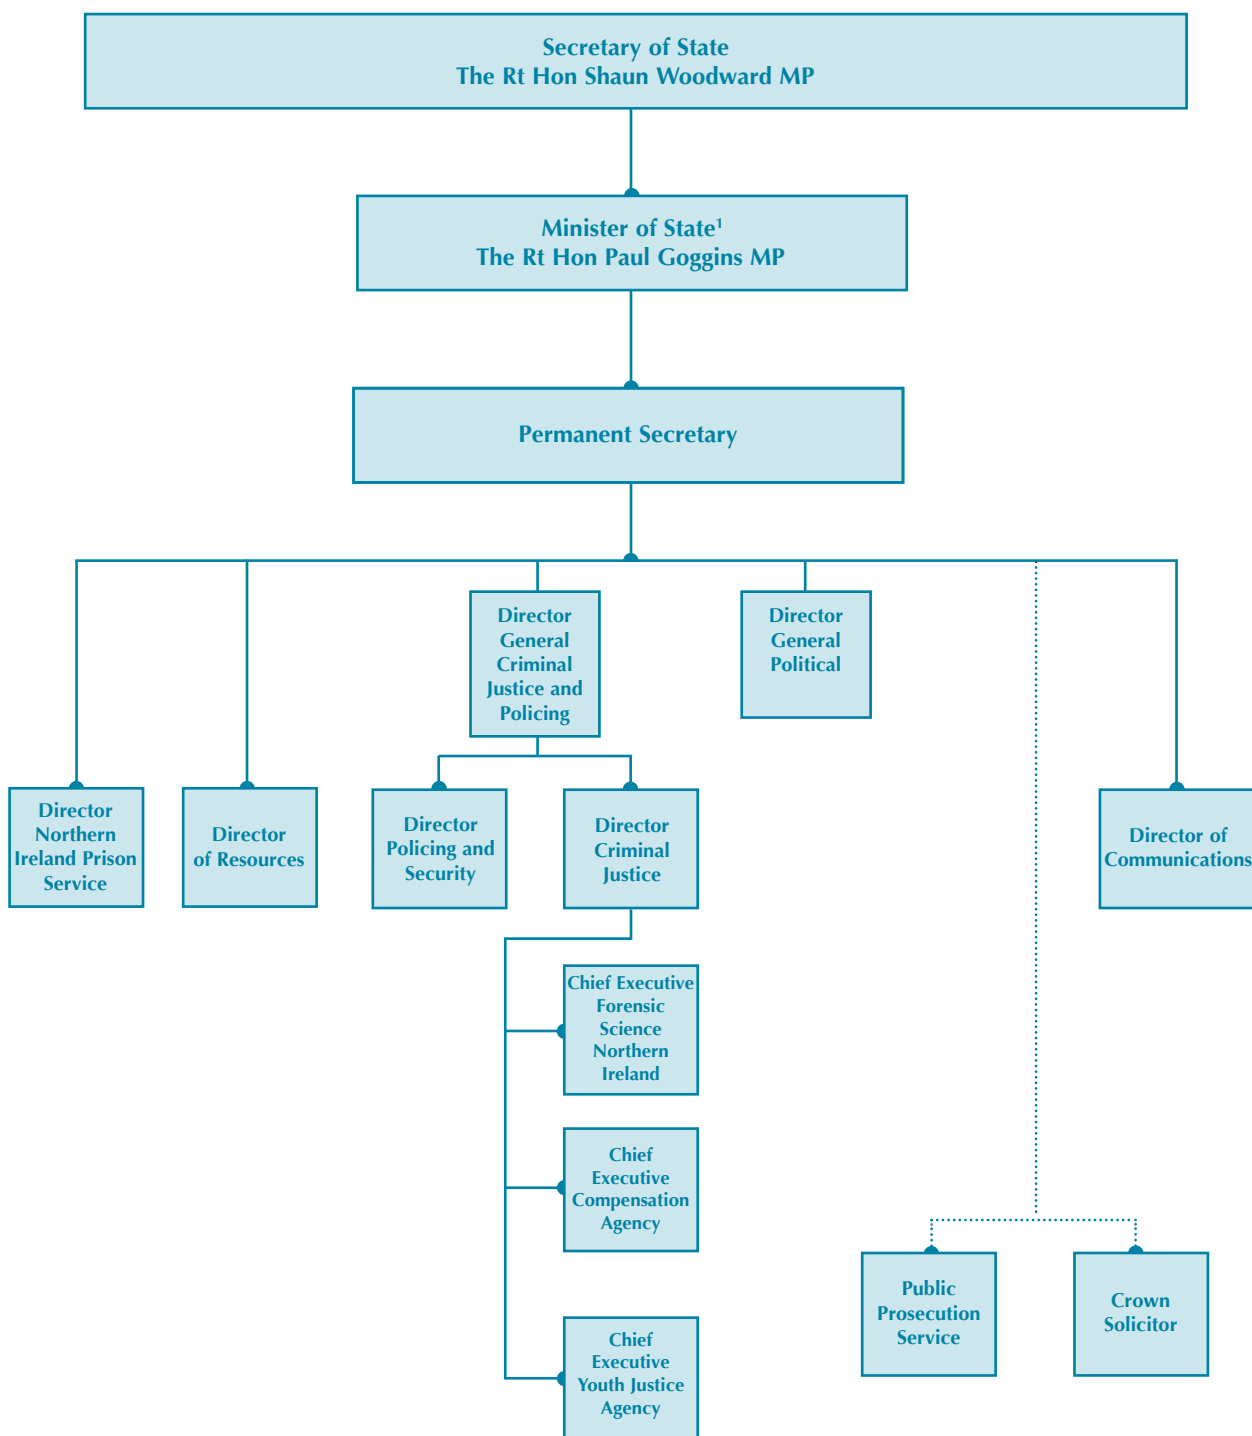 Secretary of State
The Rt Hon Shaun Woodward MP
Minister of State¹
The Rt Hon Paul Goggins MP
Permanent Secretary
Director
General
Criminal
Justice and
Policing
Director
General
Political
Director
Northern
Ireland Prison
Service
Director
of Resources
Director
Policing and
Security
Director
Criminal
Justice
Director of
Communications
Chief Executive
Forensic
Science
Northern
Ireland
Chief
Executive
Compensation
Agency
Public
Prosecution
Service
Crown
Solicitor
Chief
Executive
Youth Justice
Agency